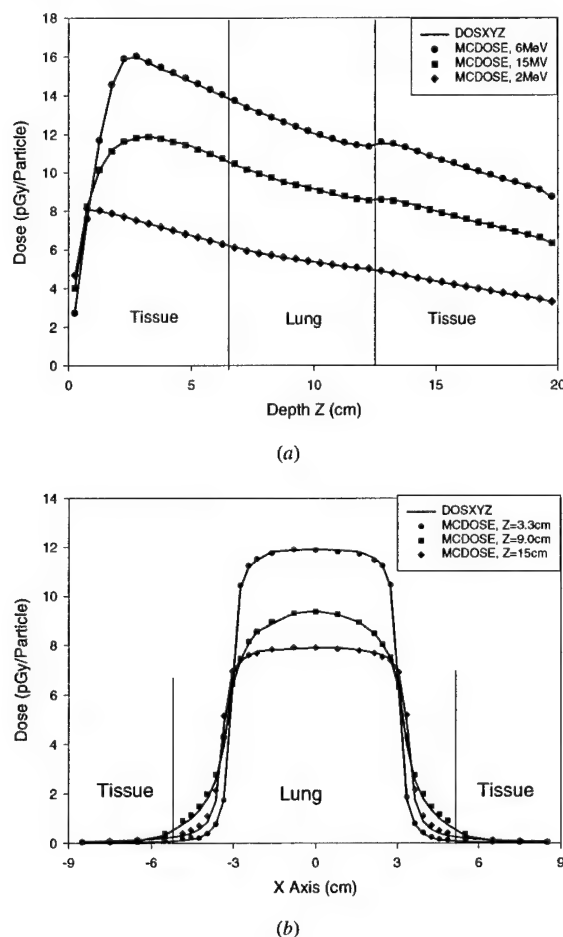 18
16
14
12
10
8
6
4
2
0
Dose (pGy/Particle)
DOSXYZ
MCDOSE, 6MeV
MCDOSE, 15MV
MCDOSE, 2MeV
Tissue
Lung
Tissue
0
5
10
15
20
Depth Z (cm)
(a)
14
12
10
8
6
4
2
0
Dose (pGy/Particle)
DOSXYZ
MCDOSE, Z=3.3cm
MCDOSE, Z=9.0cm
MCDOSE, Z=15cm
Tissue
Lung
Tissue
-9
-6
-3
0
3
6
9
X Axis (cm)
(b)